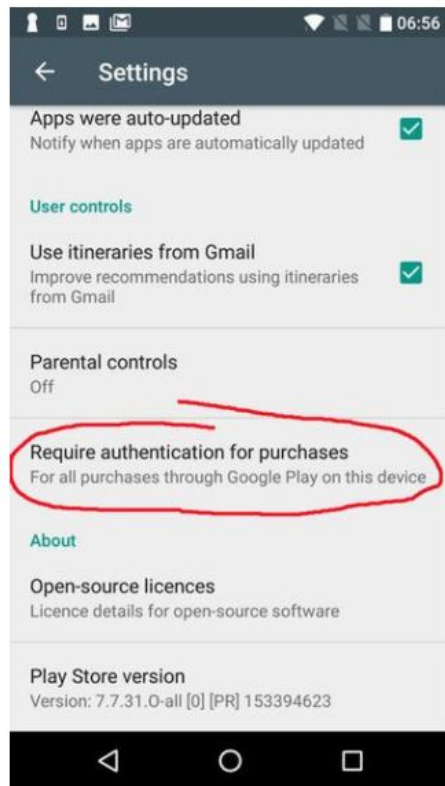 06:56
Settings
Apps were auto-updated
Notify when apps are automatically updated
User controls
Use itineraries from Gmail
Improve recommendations using itineraries
from Gmail
Parental controls
Off
Require authentication for purchases
For all purchases through Google Play on this device
About
Open-source licences
Licence details for open-source software
Play Store version
Version: 7.7.31.O-all [0] [PR] 153394623